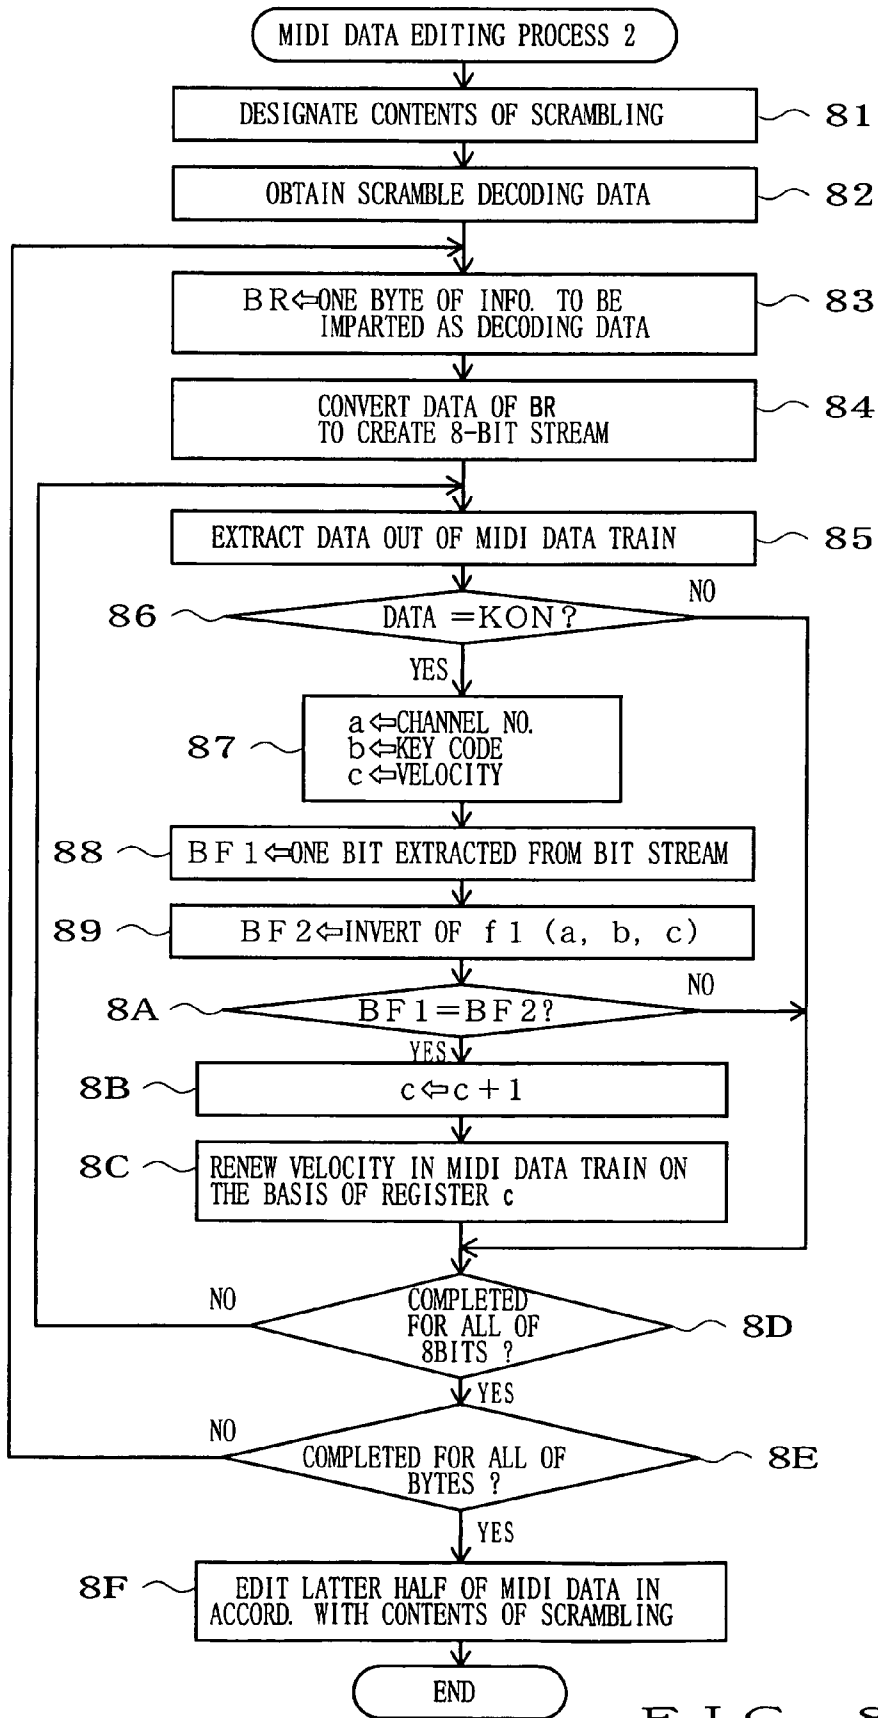 MIDI DATA EDITING PROCESS 2
DESIGNATE CONTENTS OF SCRAMBLING
81
OBTAIN SCRAMBLE DECODING DATA
82
BR⇐ONE BYTE OF INFO. TO BE
IMPARTED AS DECODING DATA
83
CONVERT DATA OF BR
TO CREATE 8-BIT STREAM
84
EXTRACT DATA OUT OF MIDI DATA TRAIN
85
86
DATA =KON?
NO
YES
87
a⇐CHANNEL NO.
b⇐KEY CODE
c⇐VELOCITY
88
BF1⇐ONE BIT EXTRACTED FROM BIT STREAM
89
BF2⇐INVERT OF f1 (a, b, c)
8A
BF1=BF2?
NO
YES
8B
c⇐c+1
8C
RENEW VELOCITY IN MIDI DATA TRAIN ON
THE BASIS OF REGISTER c
NO
COMPLETED
FOR ALL OF
8BITS ?
8D
YES
NO
COMPLETED FOR ALL OF
BYTES ?
8E
YES
8F
EDIT LATTER HALF OF MIDI DATA IN
ACCORD. WITH CONTENTS OF SCRAMBLING
END
FIG. 8